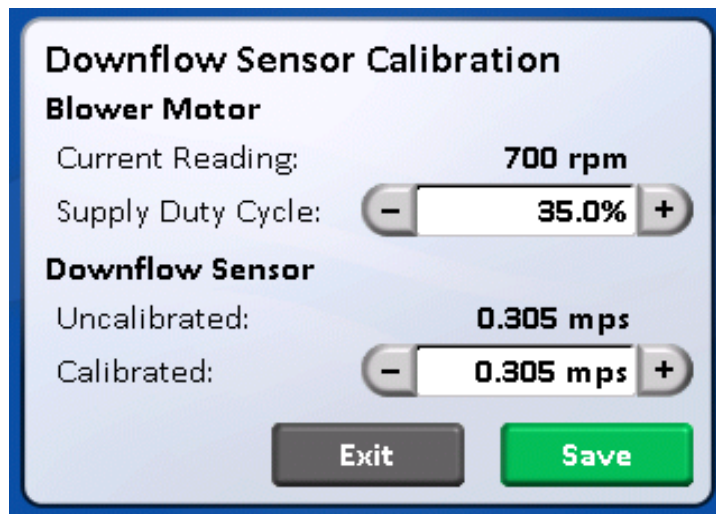 Downflow Sensor Calibration
Blower Motor
Current Reading: 700 rpm
Supply Duty Cycle: - 35.0% +
Downflow Sensor
Uncalibrated: 0.305 mps
Calibrated: - 0.305 mps +
Exit Save